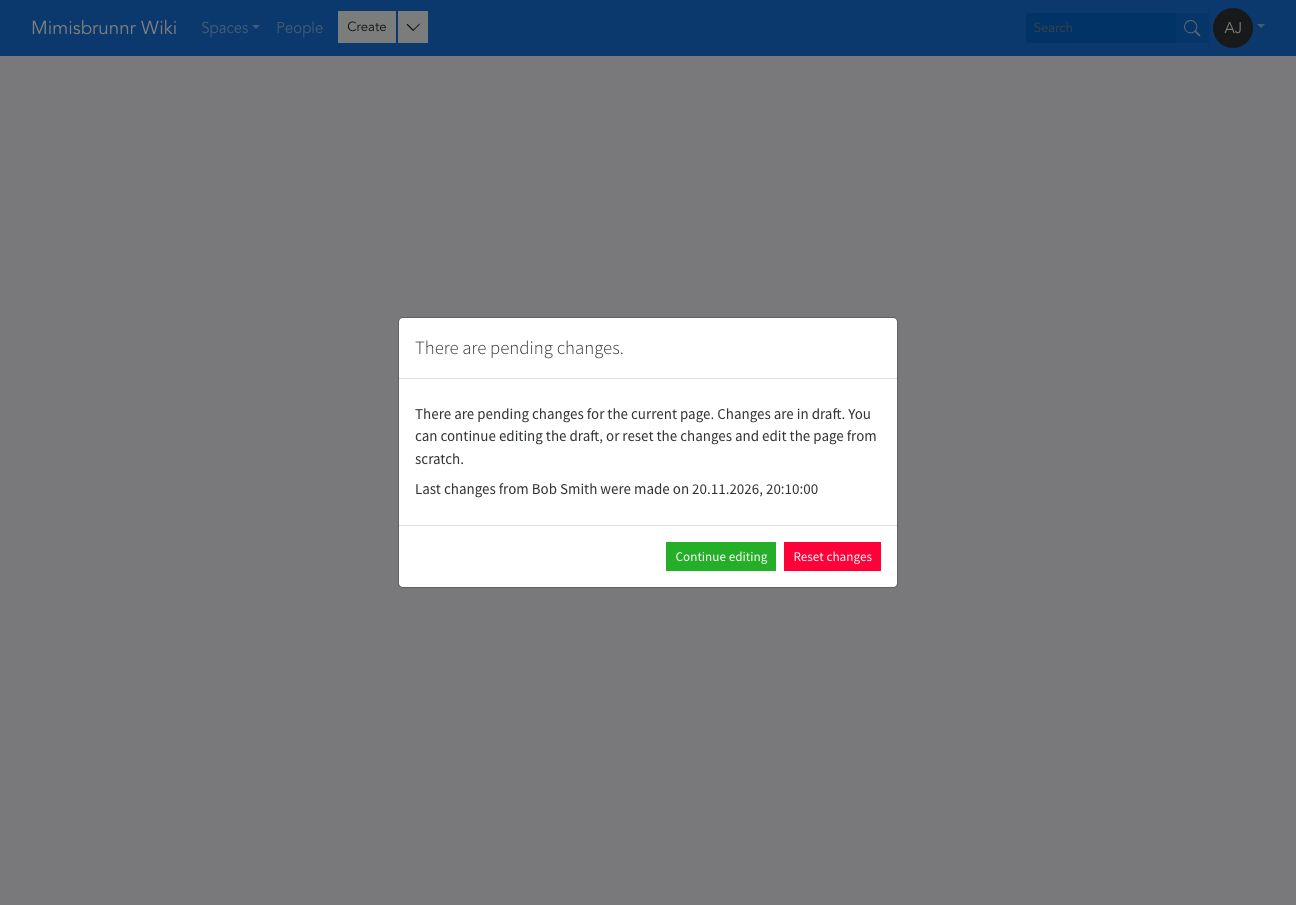 Mimisbrunnr Wiki Spaces People Create Search AJ
There are pending changes.
There are pending changes for the current page. Changes are in draft. You
can continue editing the draft, or reset the changes and edit the page from
scratch.
Last changes from Bob Smith were made on 20.11.2026, 20:10:00
Continue editing Reset changes